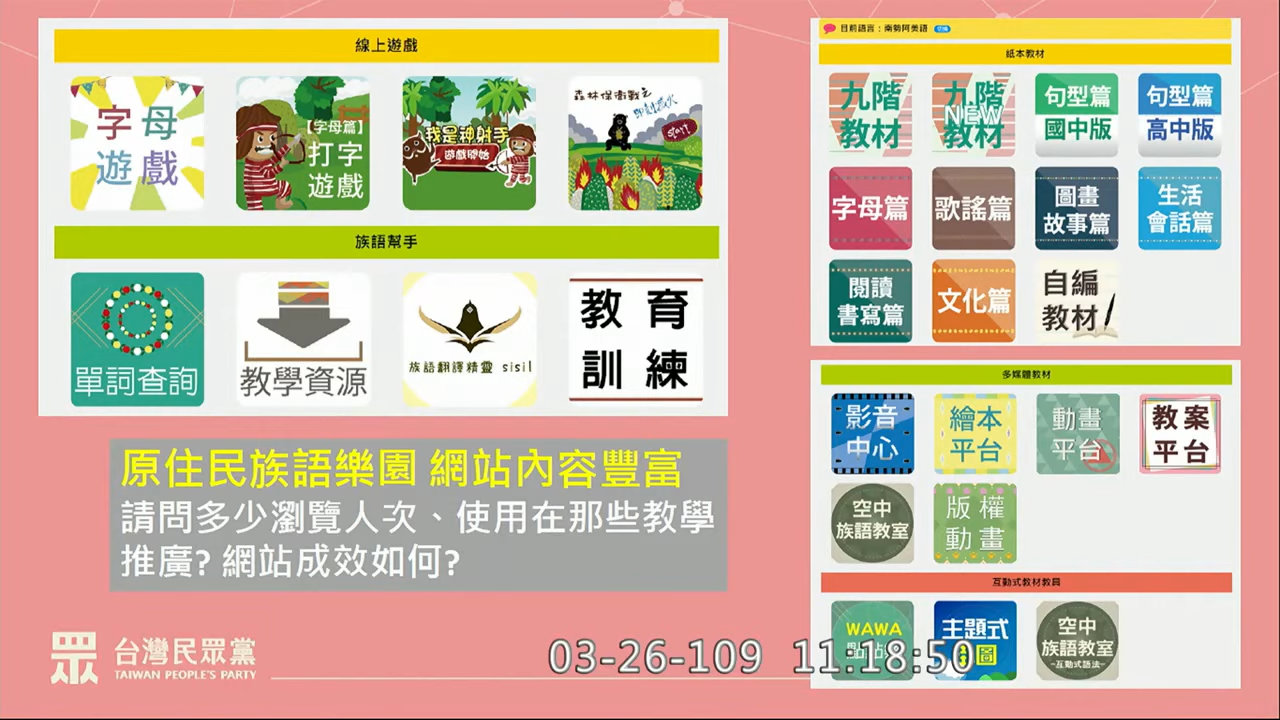 線上遊戲
字母
遊戲
【字母篇】
打字
遊戲
我是神射手
遊戲開始
森林保衛戰之
start
族語幫手
單詞查詢
教學資源
族語翻譯精靈 sisil
教育
訓練
原住民族語樂園 網站內容豐富
請問多少瀏覽人次、使用在那些教學
推廣? 網站成效如何?
目前語言：南勢阿美語
紙本教材
九階
教材
九階
NEW
教材
句型篇
國中版
句型篇
高中版
字母篇
歌謠篇
圖畫
故事篇
生活
會話篇
閱讀
書寫篇
文化篇
自編
教材
多媒體教材
影音
中心
繪本
平台
動畫
平台
教案
平台
空中
族語教室
版權
動畫
互動式教材教具
WAWA
主題式
圖
空中
族語教室
-互動式語法-
眾 台灣民眾黨
TAIWAN PEOPLE'S PARTY
03-26-109 11:18:50